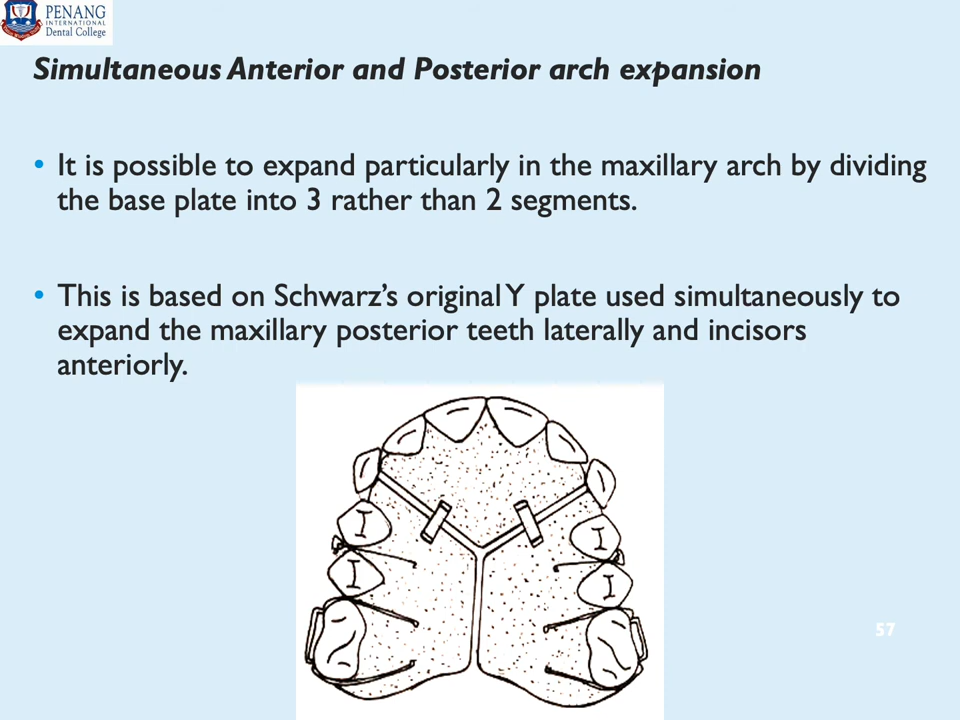 PENANG
INTERNATIONAL
Dental College
Simultaneous Anterior and Posterior arch expansion
• It is possible to expand particularly in the maxillary arch by dividing
the base plate into 3 rather than 2 segments.
• This is based on Schwarz’s original Y plate used simultaneously to
expand the maxillary posterior teeth laterally and incisors
anteriorly.
57